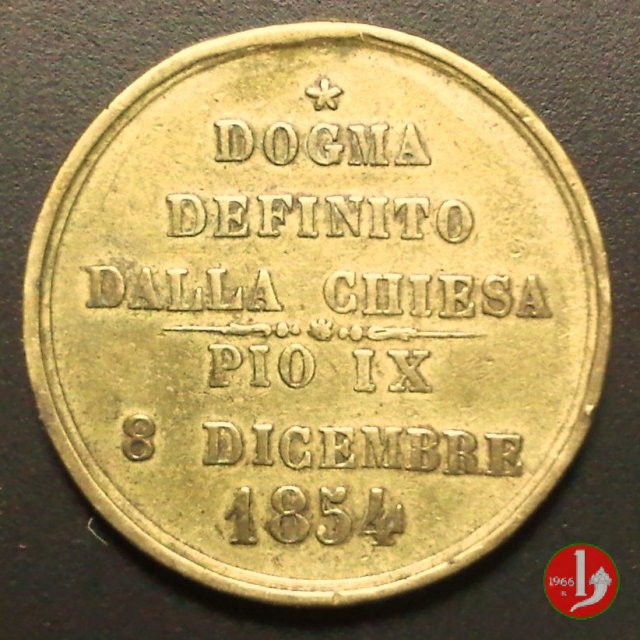 DOGMA
DEFINITO
DALLA CHIESA
PIO IX
8 DICEMBRE
1854
1966